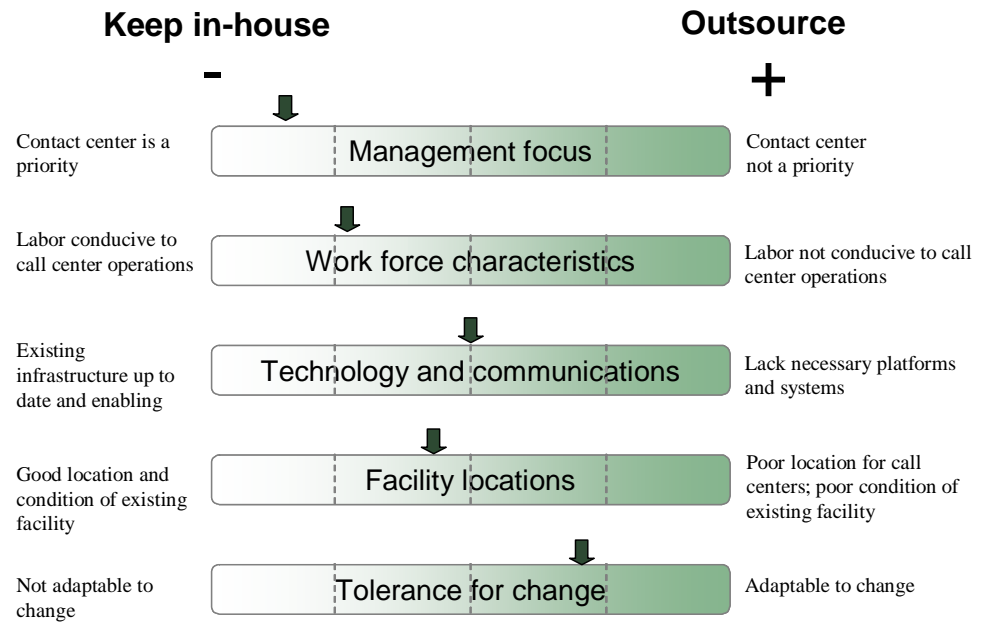 Keep in-house
Outsource
-
+
Contact center is a
priority
Management focus
Contact center
not a priority
Labor conducive to
call center operations
Work force characteristics
Labor not conducive to call
center operations
Existing
infrastructure up to
date and enabling
Technology and communications
Lack necessary platforms
and systems
Good location and
condition of existing
facility
Facility locations
Poor location for call
centers; poor condition of
existing facility
Not adaptable to
change
Tolerance for change
Adaptable to change